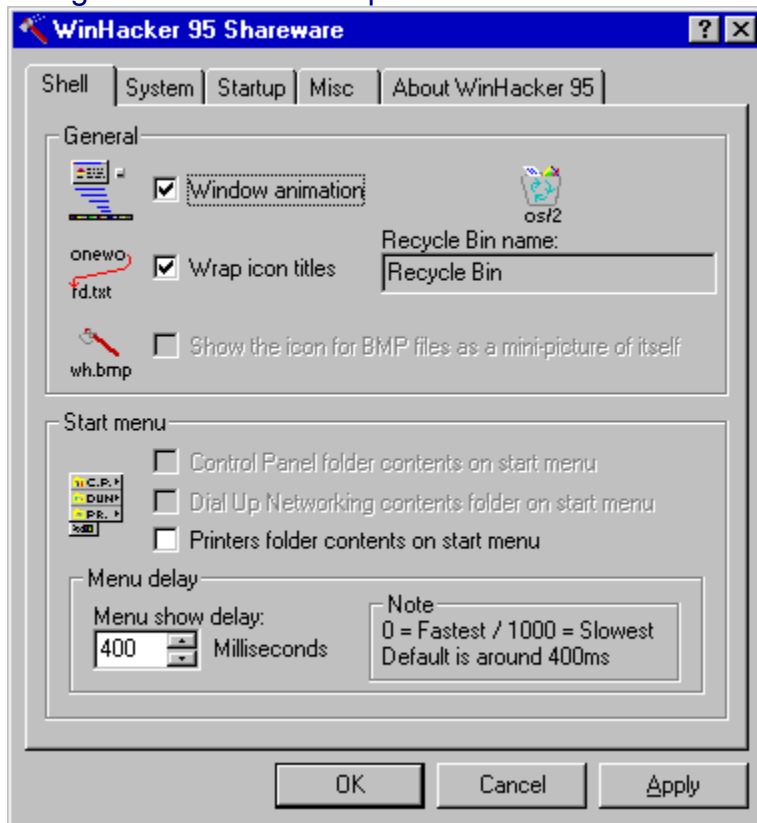 WinHacker 95 Shareware
Shell System Startup Misc About WinHacker 95
General
Window animation
os/2
onewo
rd.txt
Wrap icon titles
Recycle Bin name:
Recycle Bin
wh.bmp
Show the icon for BMP files as a mini-picture of itself
Start menu
C.P.
DUN
PR.
Control Panel folder contents on start menu
Dial Up Networking contents folder on start menu
Printers folder contents on start menu
Menu delay
Menu show delay:
400 Milliseconds
Note
0 = Fastest / 1000 = Slowest
Default is around 400ms
OK Cancel Apply